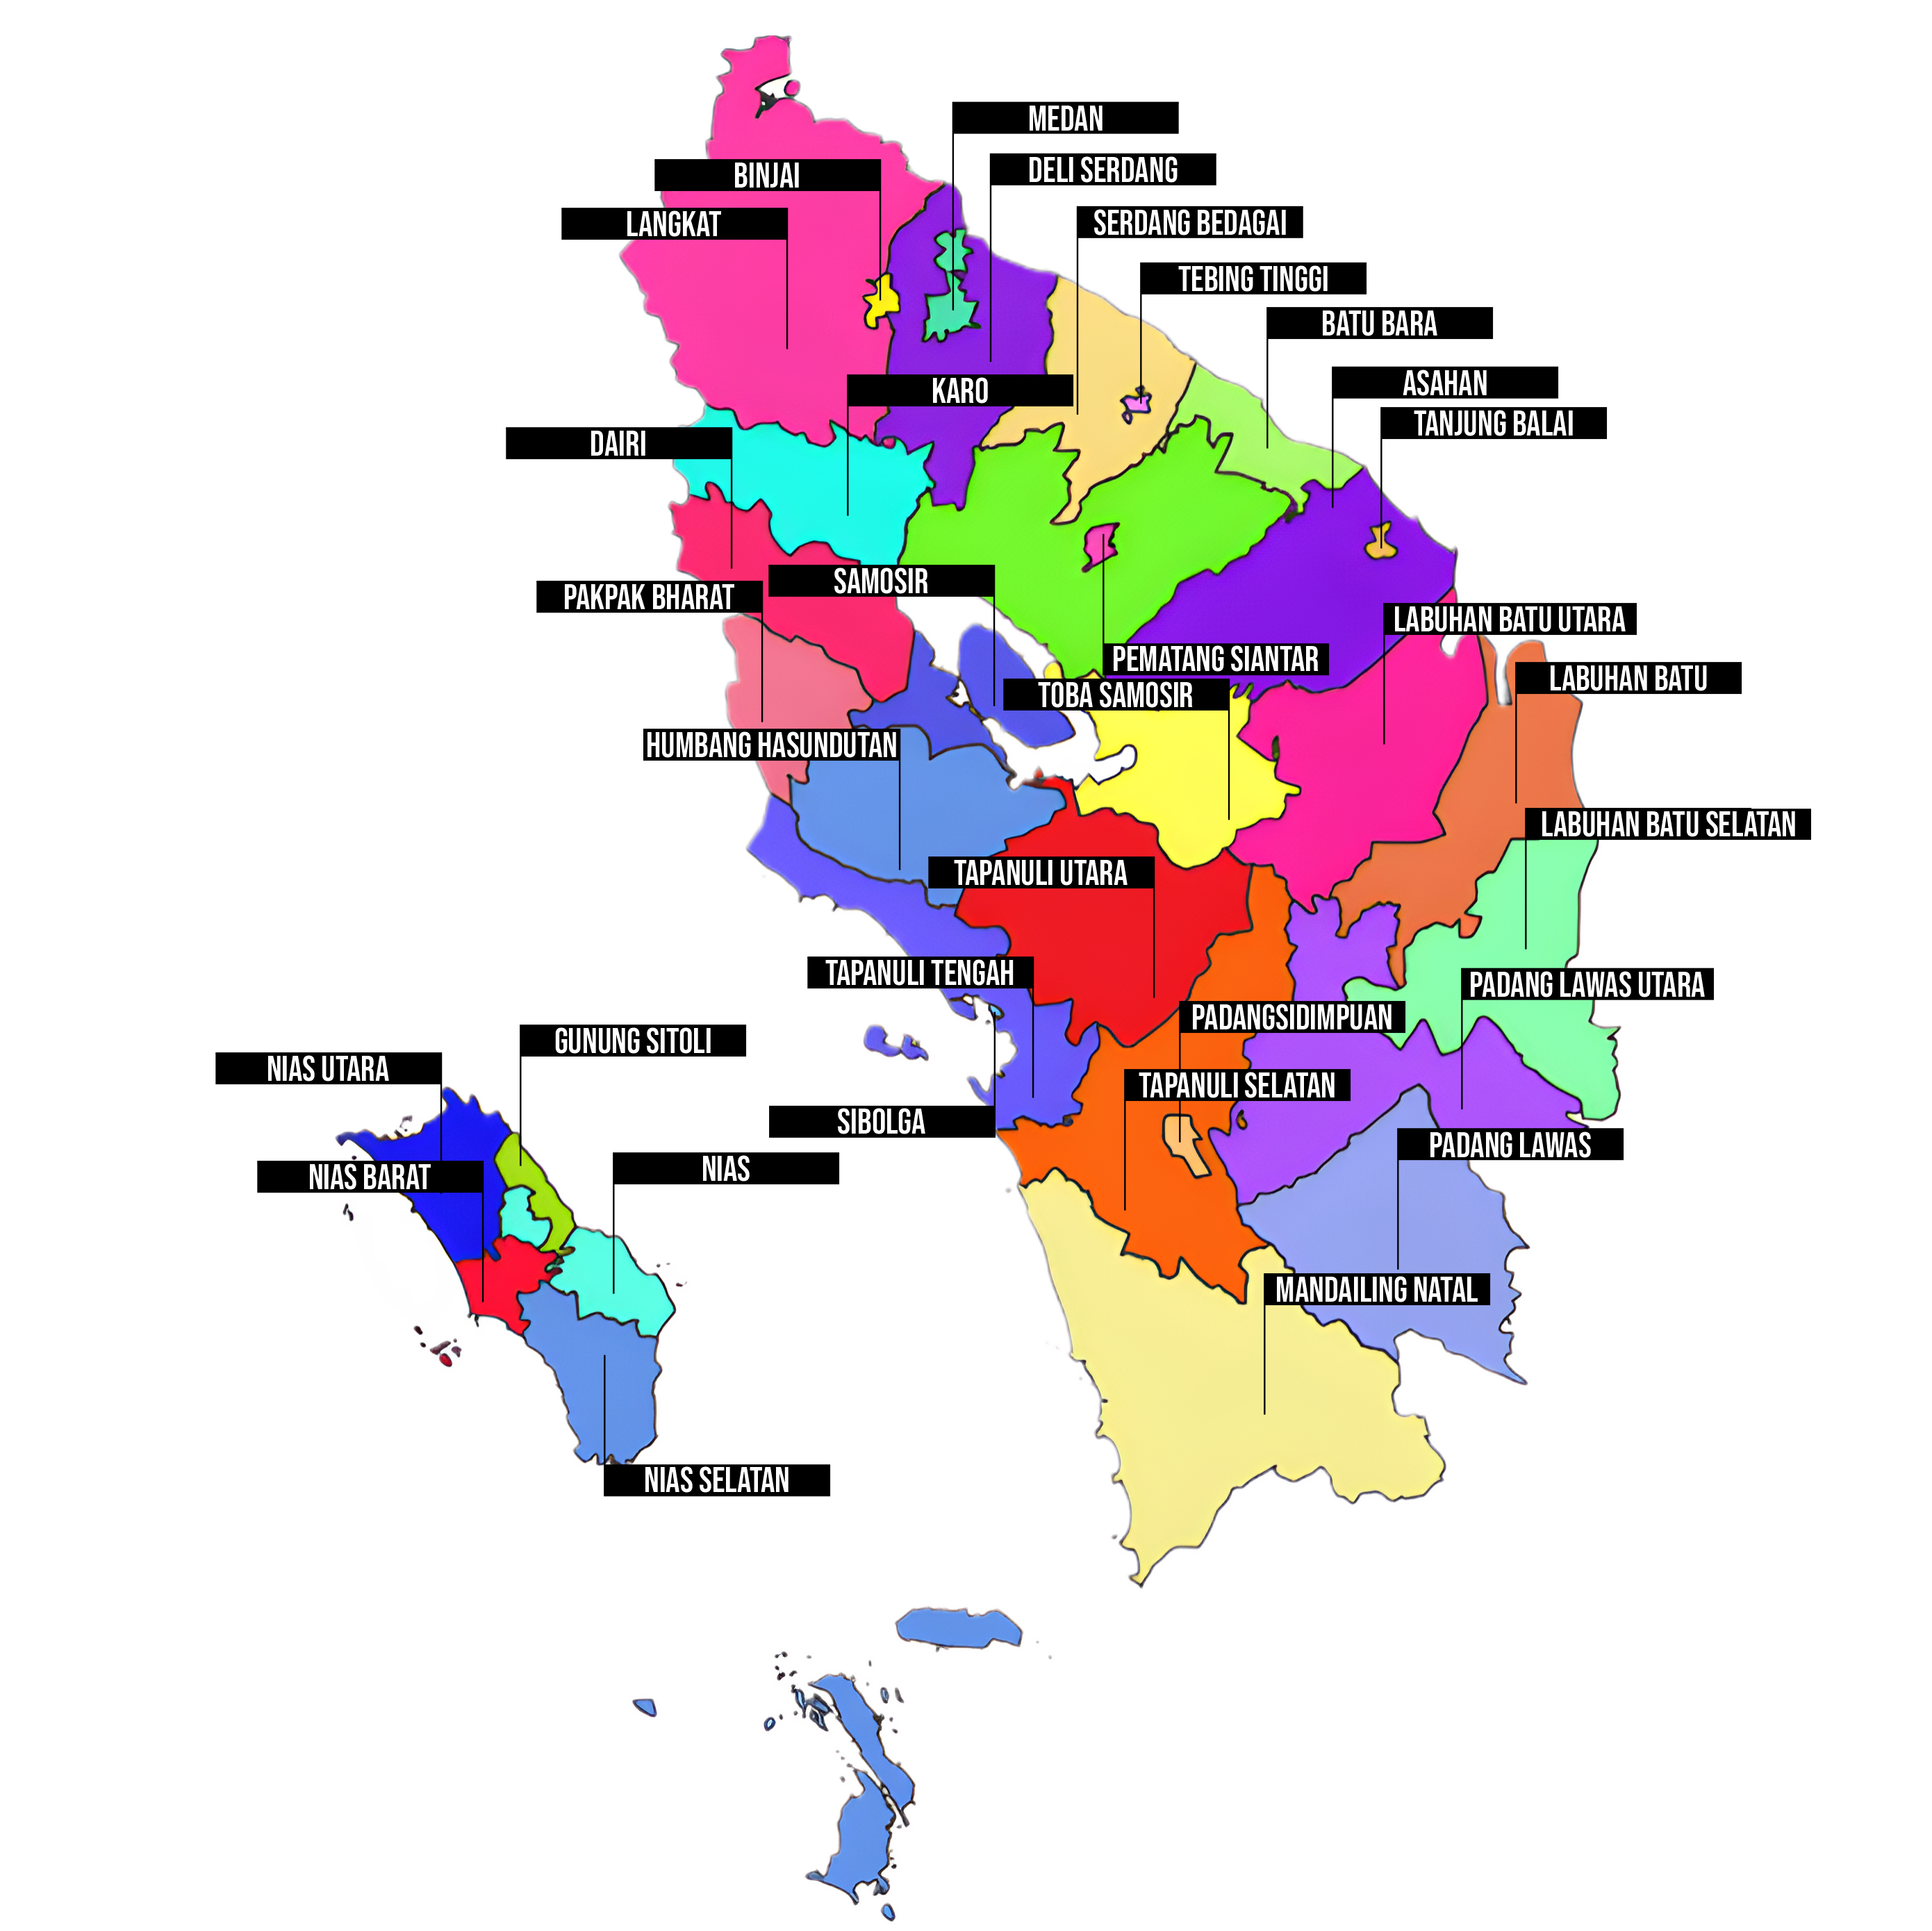 MEDAN
DELI SERDANG
BINJAI
LANGKAT
SERDANG BEDAGAI
TEBING TINGGI
BATU BARA
ASAHAN
KARO
TANJUNG BALAI
DAIRI
SAMOSIR
PAKPAK BHARAT
LABUHAN BATU UTARA
PEMATANG SIANTAR
LABUHAN BATU
TOBA SAMOSIR
HUMBANG HASUNDUTAN
LABUHAN BATU SELATAN
TAPANULI UTARA
TAPANULI TENGAH
PADANG LAWAS UTARA
PADANGSIDIMPUAN
GUNUNG SITOLI
NIAS UTARA
TAPANULI SELATAN
SIBOLGA
PADANG LAWAS
NIAS
NIAS BARAT
MANDAILING NATAL
NIAS SELATAN